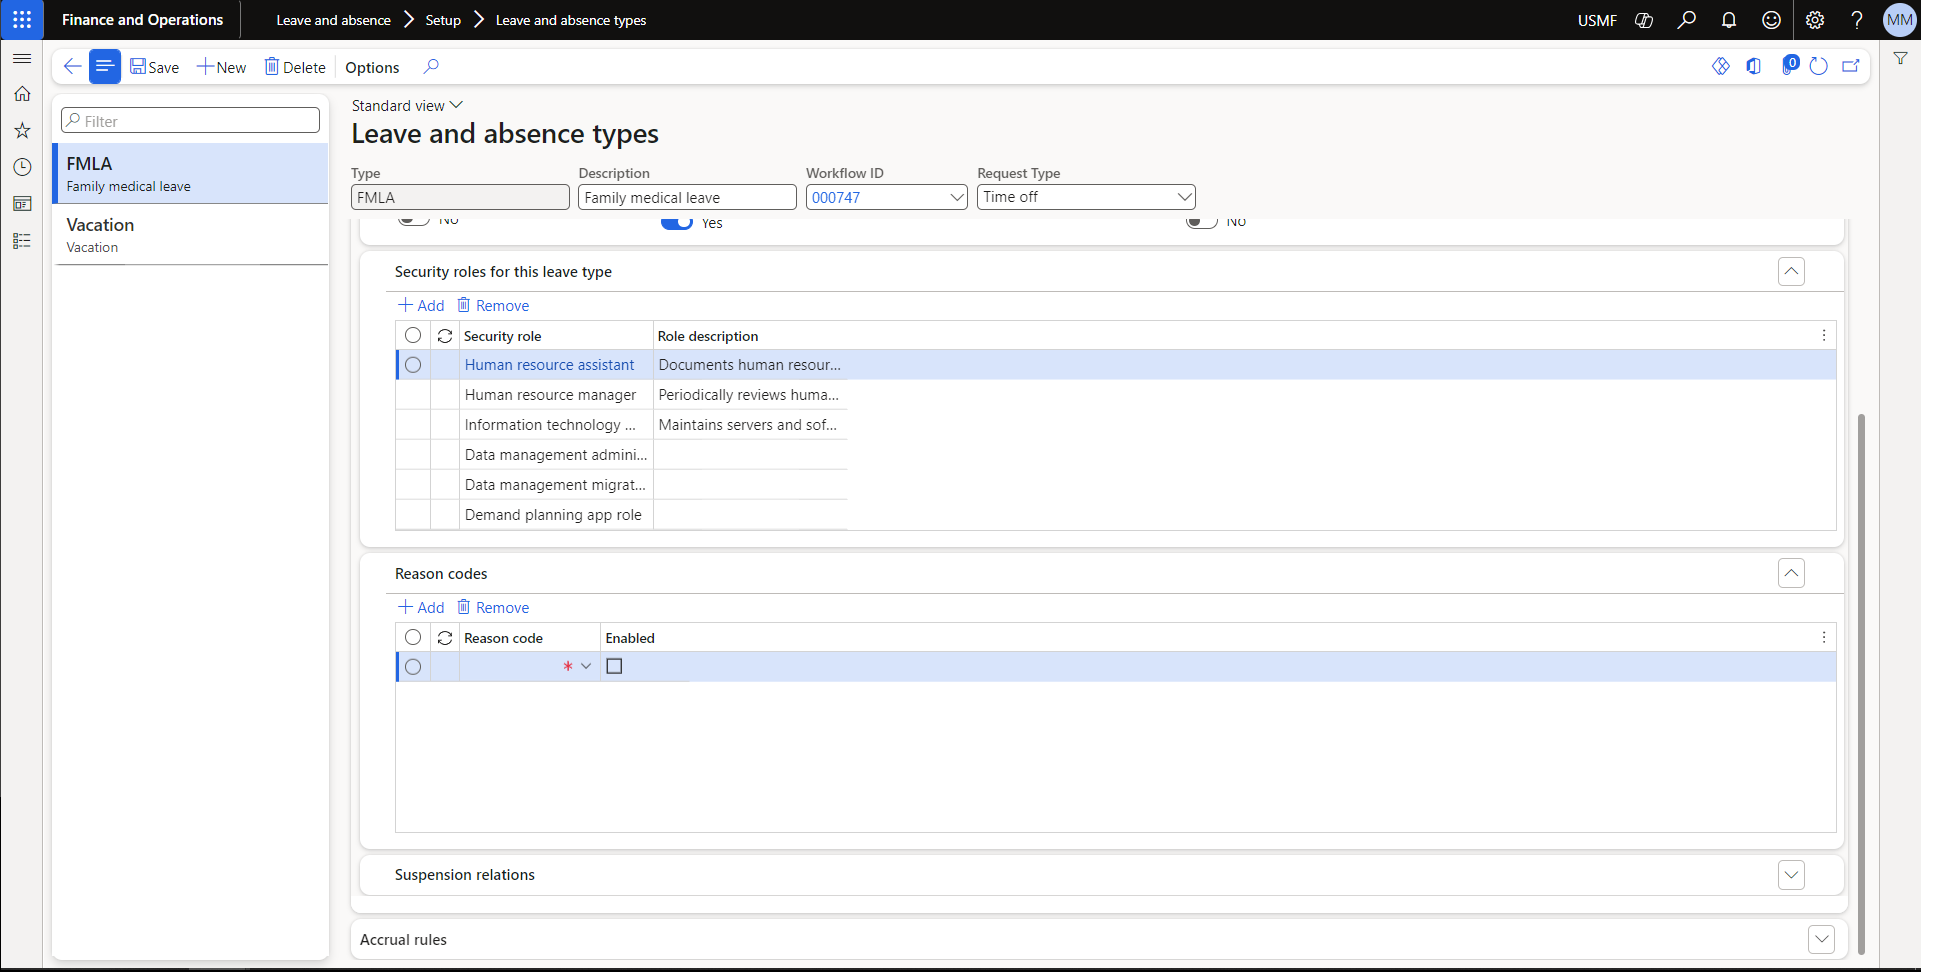 Finance and Operations
Leave and absence
Setup
Leave and absence types
USMF
?
MM
Save
New
Delete
Options
0
Filter
FMLA
Family medical leave
Vacation
Vacation
Standard view
Leave and absence types
Type
Description
Workflow ID
Request Type
FMLA
Family medical leave
000747
Time off
No
Yes
No
Security roles for this leave type
Add
Remove
Security role
Role description
Human resource assistant
Documents human resour...
Human resource manager
Periodically reviews huma...
Information technology ...
Maintains servers and sof...
Data management admini...
Data management migrat...
Demand planning app role
Reason codes
Add
Remove
Reason code
Enabled
*
Suspension relations
Accrual rules